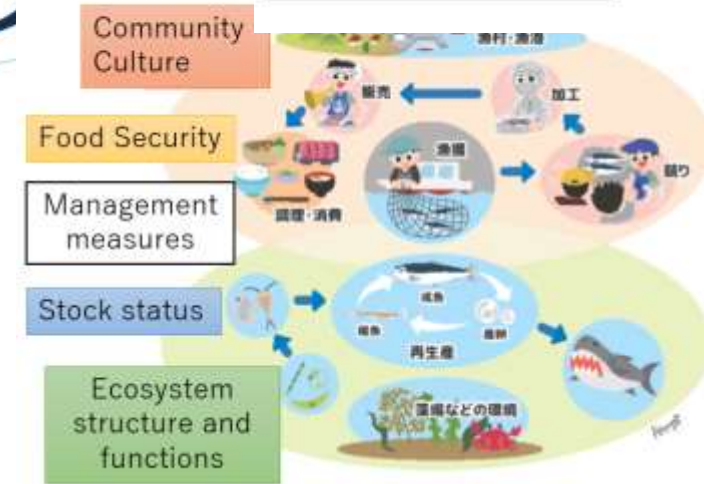 Community
Culture
漁村・漁港
販売
加工
Food Security
漁獲
競り
Management
measures
調理・消費
Stock status
成魚
稚魚
産卵
再生産
Ecosystem
structure and
functions
藻場などの環境